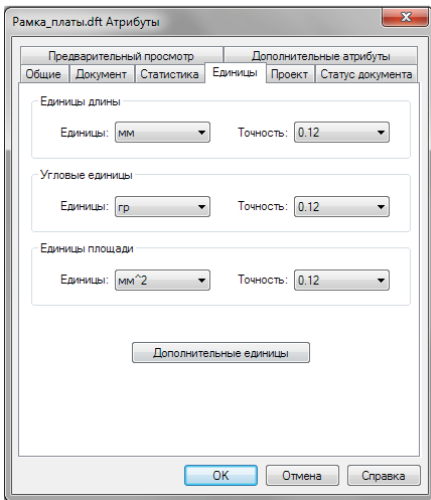 Рамка_платы.dft Атрибуты
Предварительный просмотр Дополнительные атрибуты
Общие Документ Статистика Единицы Проект Статус документа
Единицы длины
Единицы: мм Точность: 0.12
Угловые единицы
Единицы: гр Точность: 0.12
Единицы площади
Единицы: мм^2 Точность: 0.12
Дополнительные единицы
OK Отмена Справка